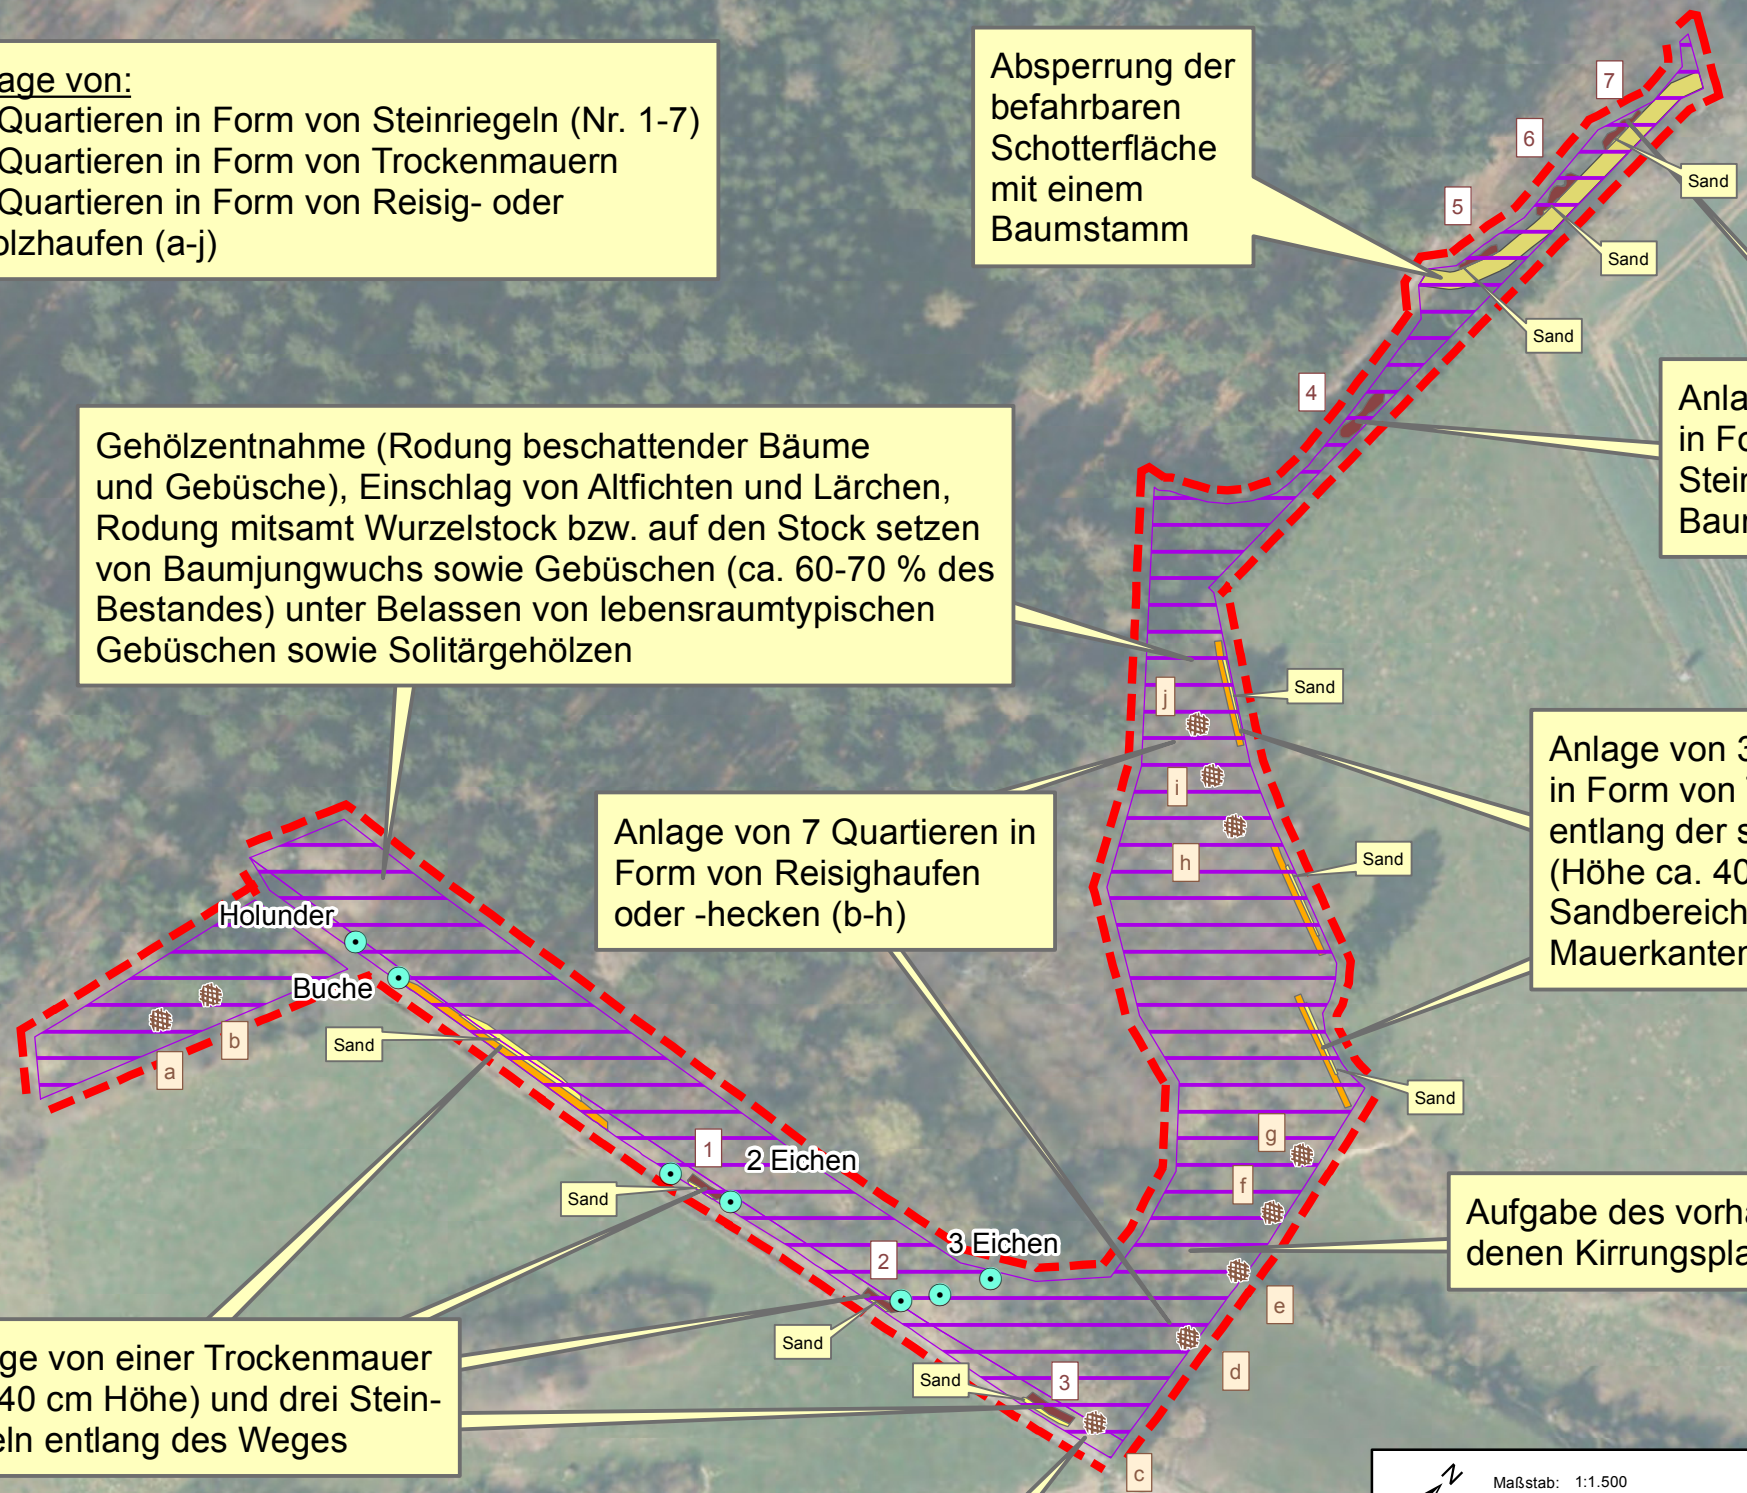 age von:
Quartieren in Form von Steinriegeln (Nr. 1-7)
Quartieren in Form von Trockenmauern
Quartieren in Form von Reisig- oder
olzhaufen (a-j)
Absperrung der
befahrbaren
Schotterfläche
mit einem
Baumstamm
7
6
Sand
5
Sand
Sand
4
Anla
in Fo
Stein
Baum
Gehölzentnahme (Rodung beschattender Bäume
und Gebüsche), Einschlag von Altfichten und Lärchen,
Rodung mitsamt Wurzelstock bzw. auf den Stock setzen
von Baumjungwuchs sowie Gebüschen (ca. 60-70 % des
Bestandes) unter Belassen von lebensraumtypischen
Gebüschen sowie Solitärgehölzen
j
Sand
i
h
Sand
Anlage von 3
in Form von
entlang der s
(Höhe ca. 40
Sandbereich
Mauerkanten
Anlage von 7 Quartieren in
Form von Reisighaufen
oder -hecken (b-h)
Holunder
Buche
Sand
b
a
Sand
g
f
1
2 Eichen
Sand
2
3 Eichen
Aufgabe des vorha
denen Kirrungspla
e
Sand
d
Sand
3
c
ge von einer Trockenmauer
40 cm Höhe) und drei Stein-
eln entlang des Weges
N
Maßstab: 1:1.500